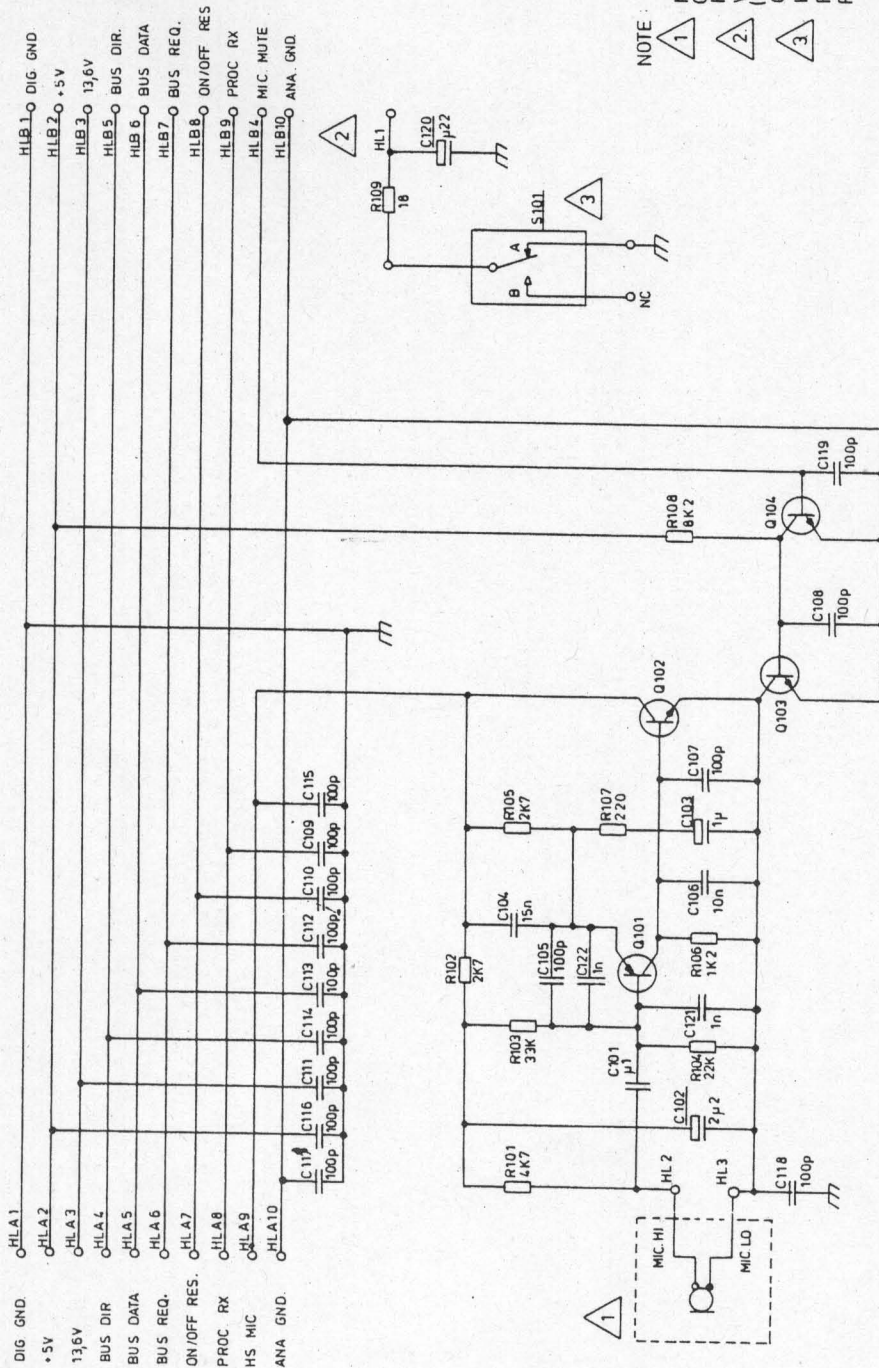 DIG. GND. HLA1
+5V HLA2
13,6V HLA3
BUS DIR HLA4
BUS DATA HLA5
BUS REQ. HLA6
ON/OFF RES. HLA7
PROC RX HLA8
HS MIC HLA9
ANA GND. HLA10
HLB1 DIG. GND
HLB2 +5V
HLB3 13,6V
HLB5 BUS DIR.
HLB6 BUS DATA
HLB7 BUS REQ.
HLB8 ON/OFF RES
HLB9 PROC RX
HLB4 MIC. MUTE
HLB10 ANA. GND.
C117 100p
C116 100p
C111 100p
C114 100p
C113 100p
C112 100p
C110 100p
C109 100p
C115 100p
2
HL1
R109
18
C120
µ22
S101
A
B
NC
3
R102
2K7
R105
2K7
R107
220
C104
15n
C105
100p
C122
1n
R103
33K
R101
4K7
C101
µ1
Q101
Q102
C102
2µ2
R104
22K
C121
1n
R106
1K2
C106
10n
C103
1µ
C107
100p
Q103
C108
100p
R108
8K2
Q104
C119
100p
1
MIC. HI
MIC. LO
HL2
HL3
C118
100p
NOTE:
1
2.
3.